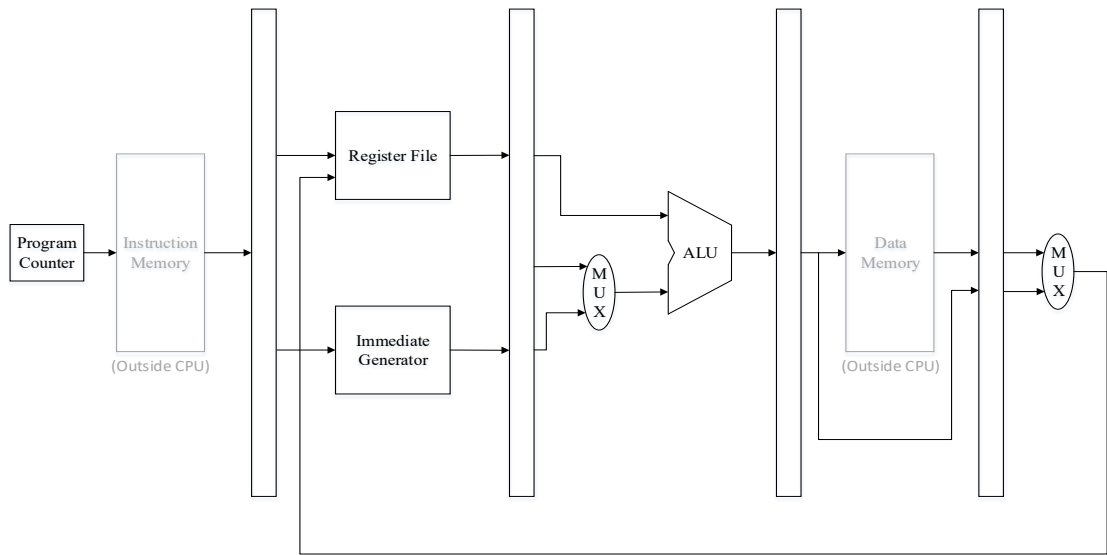 Program
Counter
Instruction
Memory
(Outside CPU)
Register File
Immediate
Generator
M
U
X
ALU
Data
Memory
(Outside CPU)
M
U
X